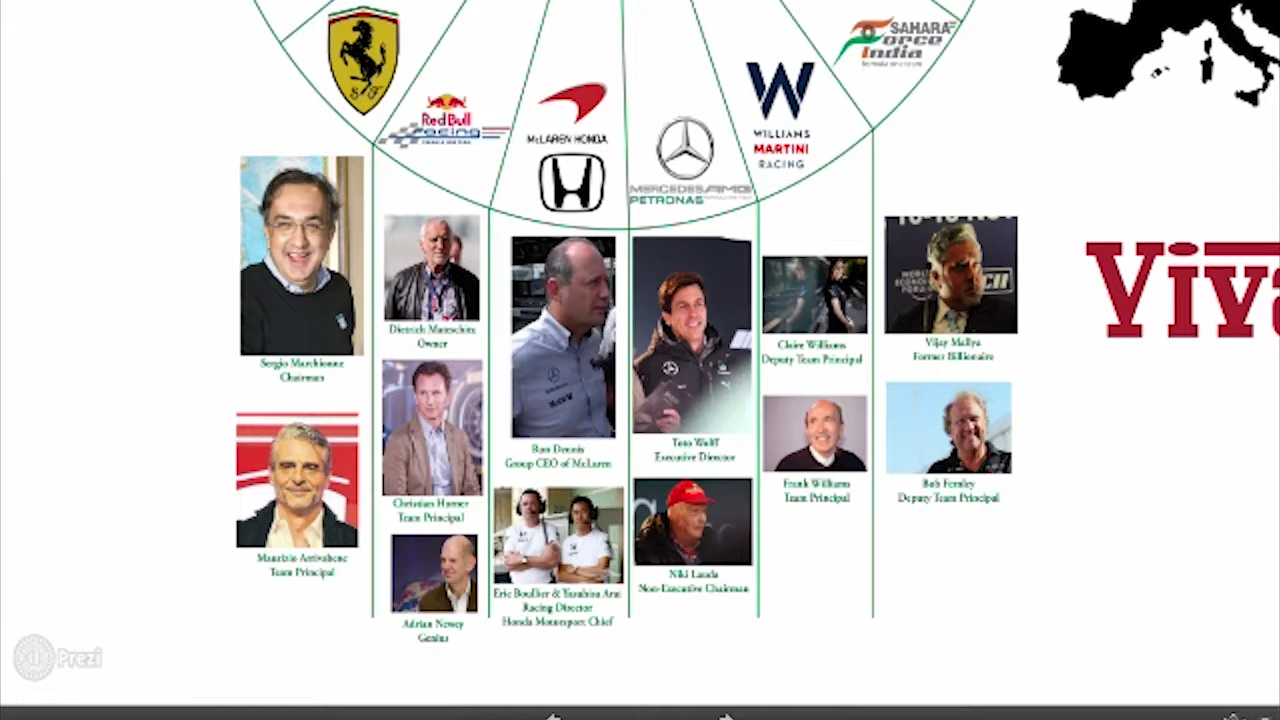 SF
SAHARA
Force
India
RedBull
racing
McLAREN HONDA
WILLIAMS
MARTINI
RACING
MERCEDES AMG
PETRONAS
Sergio Marchionne
Chairman
Maurizio Arrivabene
Team Principal
Dietrich Mateschitz
Owner
Christian Horner
Team Principal
Adrian Newey
Genius
Ron Dennis
Group CEO of McLaren
Eric Boullier & Yasuhisa Arai
Racing Director
Honda Motorsport Chief
Toto Wolff
Executive Director
Niki Lauda
Non-Executive Chairman
Claire Williams
Deputy Team Principal
Frank Williams
Team Principal
Vijay Mallya
Former Billionaire
Bob Fernley
Deputy Team Principal
Viva
Prezi